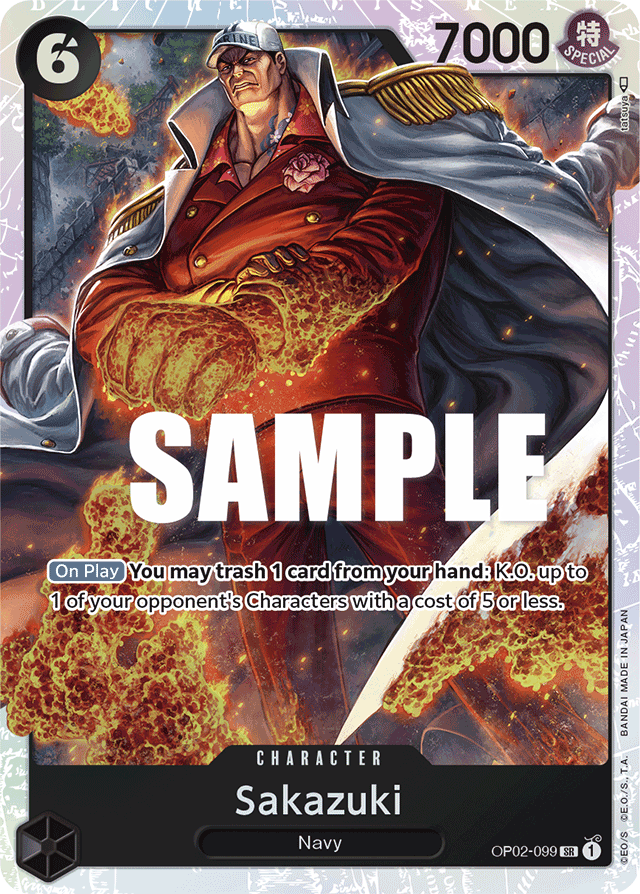 6
7000
特
SPECIAL
MARINE
tatsuya
SAMPLE
On Play You may trash 1 card from your hand: K.O. up to
1 of your opponent's Characters with a cost of 5 or less.
CHARACTER
Sakazuki
Navy
OP02-099 SR 1
©EO/S ©E.O./S., T.A. BANDAI MADE IN JAPAN